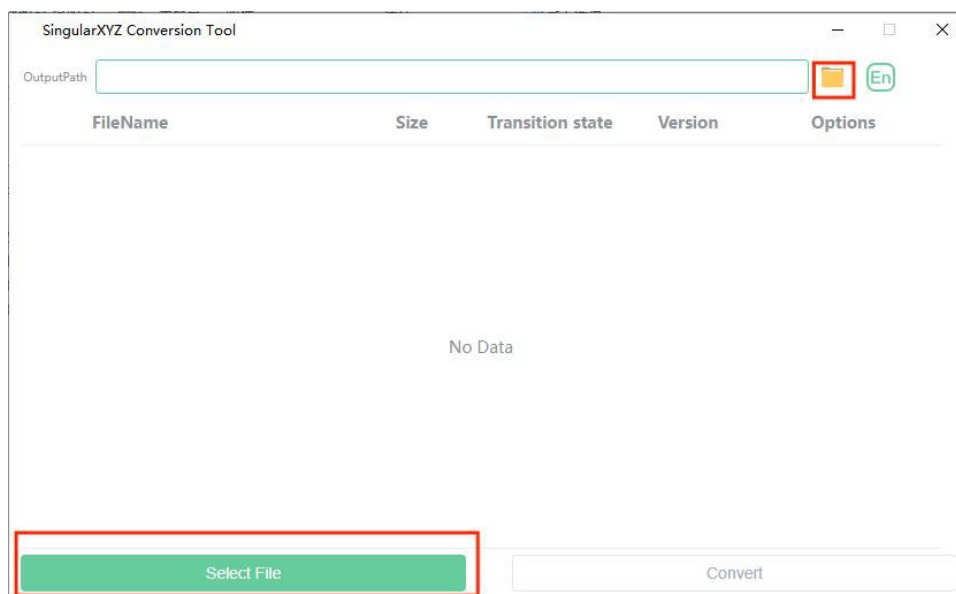 SingularXYZ Conversion Tool
OutputPath En
FileName Size Transition state Version Options
No Data
Select File Convert